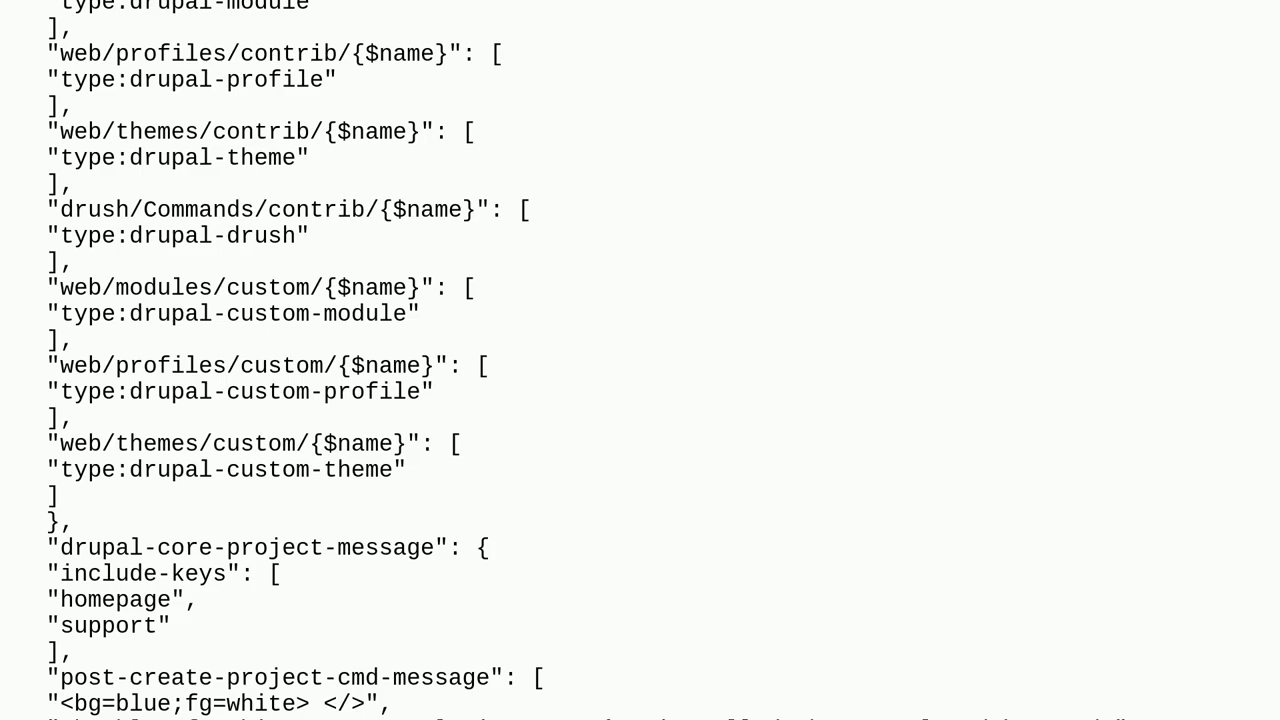 "type:drupal-module"
],
"web/profiles/contrib/{$name}": [
"type:drupal-profile"
],
"web/themes/contrib/{$name}": [
"type:drupal-theme"
],
"drush/Commands/contrib/{$name}": [
"type:drupal-drush"
],
"web/modules/custom/{$name}": [
"type:drupal-custom-module"
],
"web/profiles/custom/{$name}": [
"type:drupal-custom-profile"
],
"web/themes/custom/{$name}": [
"type:drupal-custom-theme"
]
},
"drupal-core-project-message": {
"include-keys": [
"homepage",
"support"
],
"post-create-project-cmd-message": [
"<bg=blue;fg=white> </>",